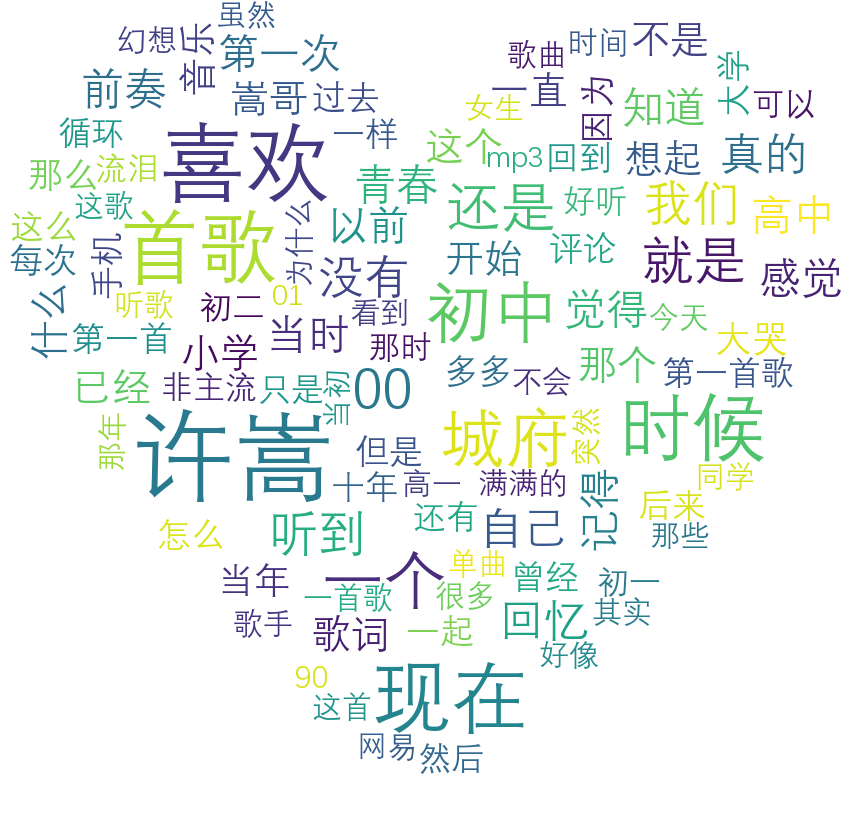 虽然
幻想
音乐
第一次
歌曲
时间
不是
前奏
嵩哥
过去
一直
因为
知道
大学
可以
女生
循环
喜欢
一样
这个
mp3
回到
想起
真的
那么
流泪
青春
还是
好听
我们
高中
这歌
首歌
为什么
以前
这么
手机
开始
评论
就是
感觉
每次
没有
初中
觉得
今天
什么
听歌
初二
01
看到
第一首
小学
当时
那时
大哭
已经
非主流
只是
当初
00
多多
不会
那个
第一首歌
许嵩
城府
突然
时候
那年
但是
十年
高一
满满的
记得
同学
怎么
听到
还有
自己
后来
那些
当年
一个
单曲
曾经
初一
一首歌
很多
歌手
歌词
一起
回忆
其实
好像
90
这首
现在
网易
然后